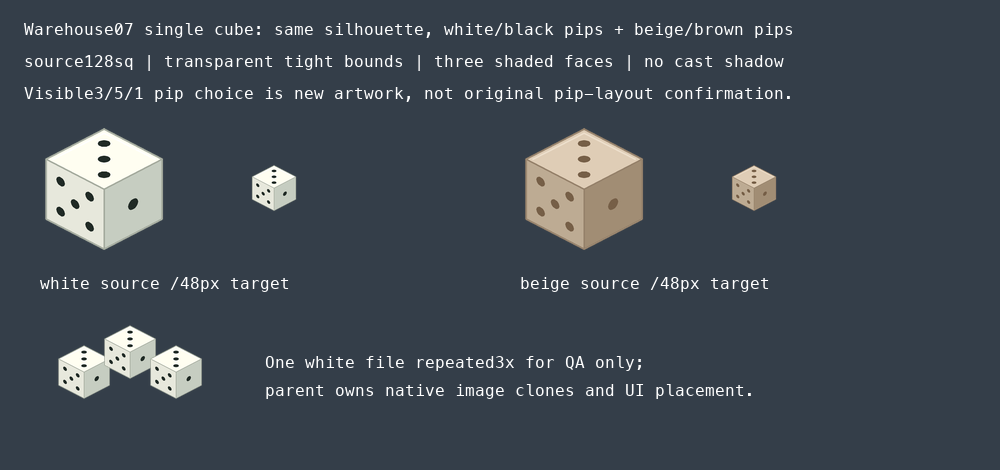 Warehouse07 single cube: same silhouette, white/black pips + beige/brown pips
source128sq | transparent tight bounds | three shaded faces | no cast shadow
Visible3/5/1 pip choice is new artwork, not original pip–layout confirmation.
white source /48px target
beige source /48px target
One white file repeated3x for QA only;
parent owns native image clones and UI placement.